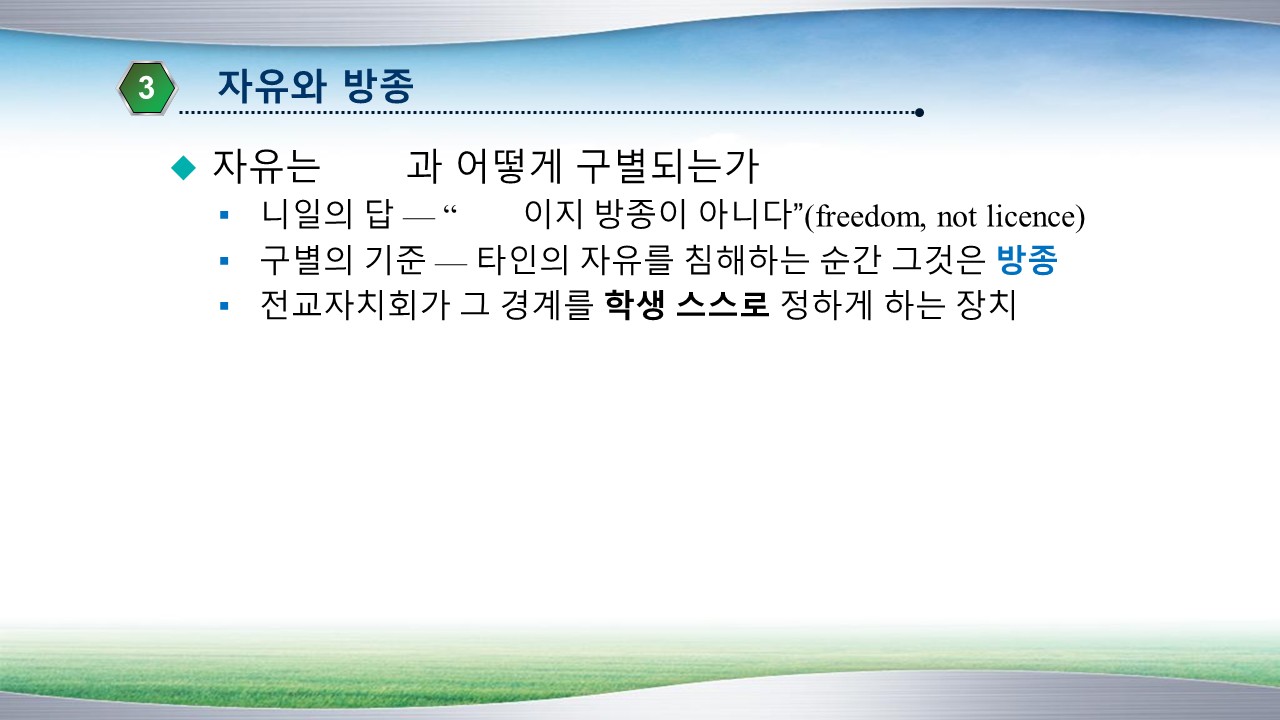 3 자유와 방종
자유는 과 어떻게 구별되는가
니일의 답 — “ 이지 방종이 아니다”(freedom, not licence)
구별의 기준 — 타인의 자유를 침해하는 순간 그것은 방종
전교자치회가 그 경계를 학생 스스로 정하게 하는 장치